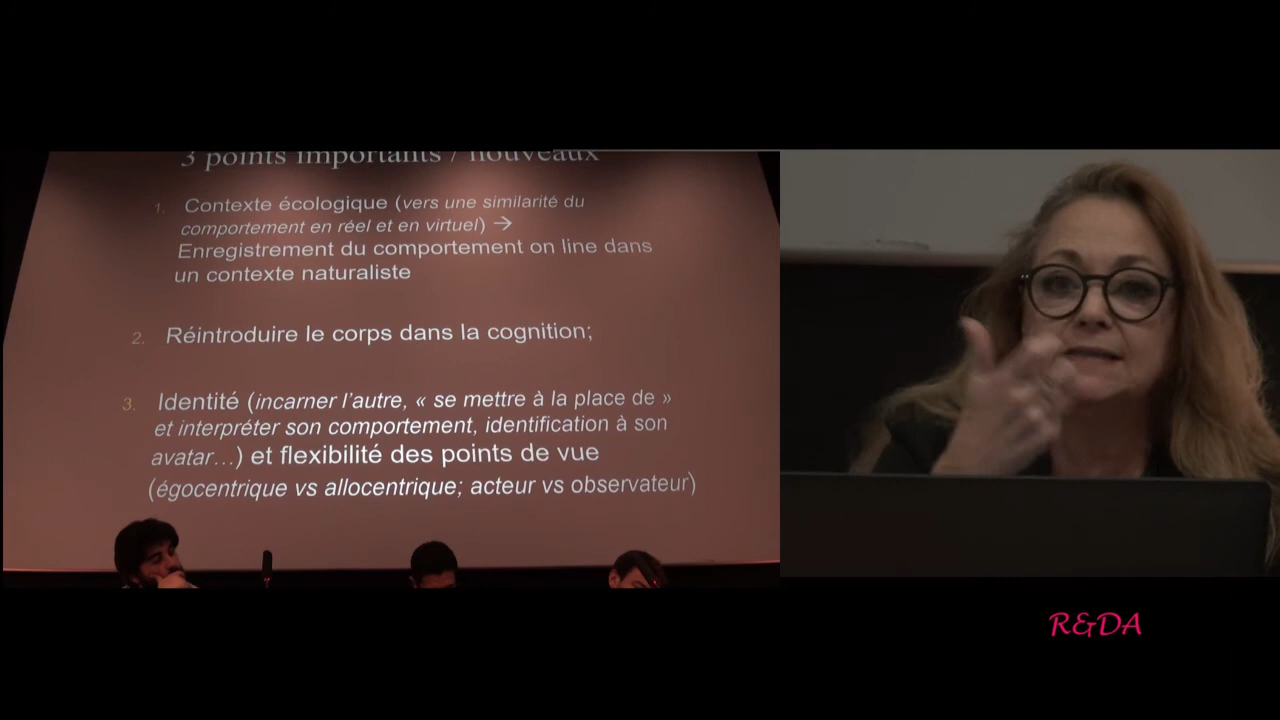 3 points importants / nouveaux
1. Contexte écologique (vers une similarité du
comportement en réel et en virtuel) →
Enregistrement du comportement on line dans
un contexte naturaliste
2. Réintroduire le corps dans la cognition;
3. Identité (incarner l'autre, « se mettre à la place de »
et interpréter son comportement, identification à son
avatar…) et flexibilité des points de vue
(égocentrique vs allocentrique; acteur vs observateur)
R&DA